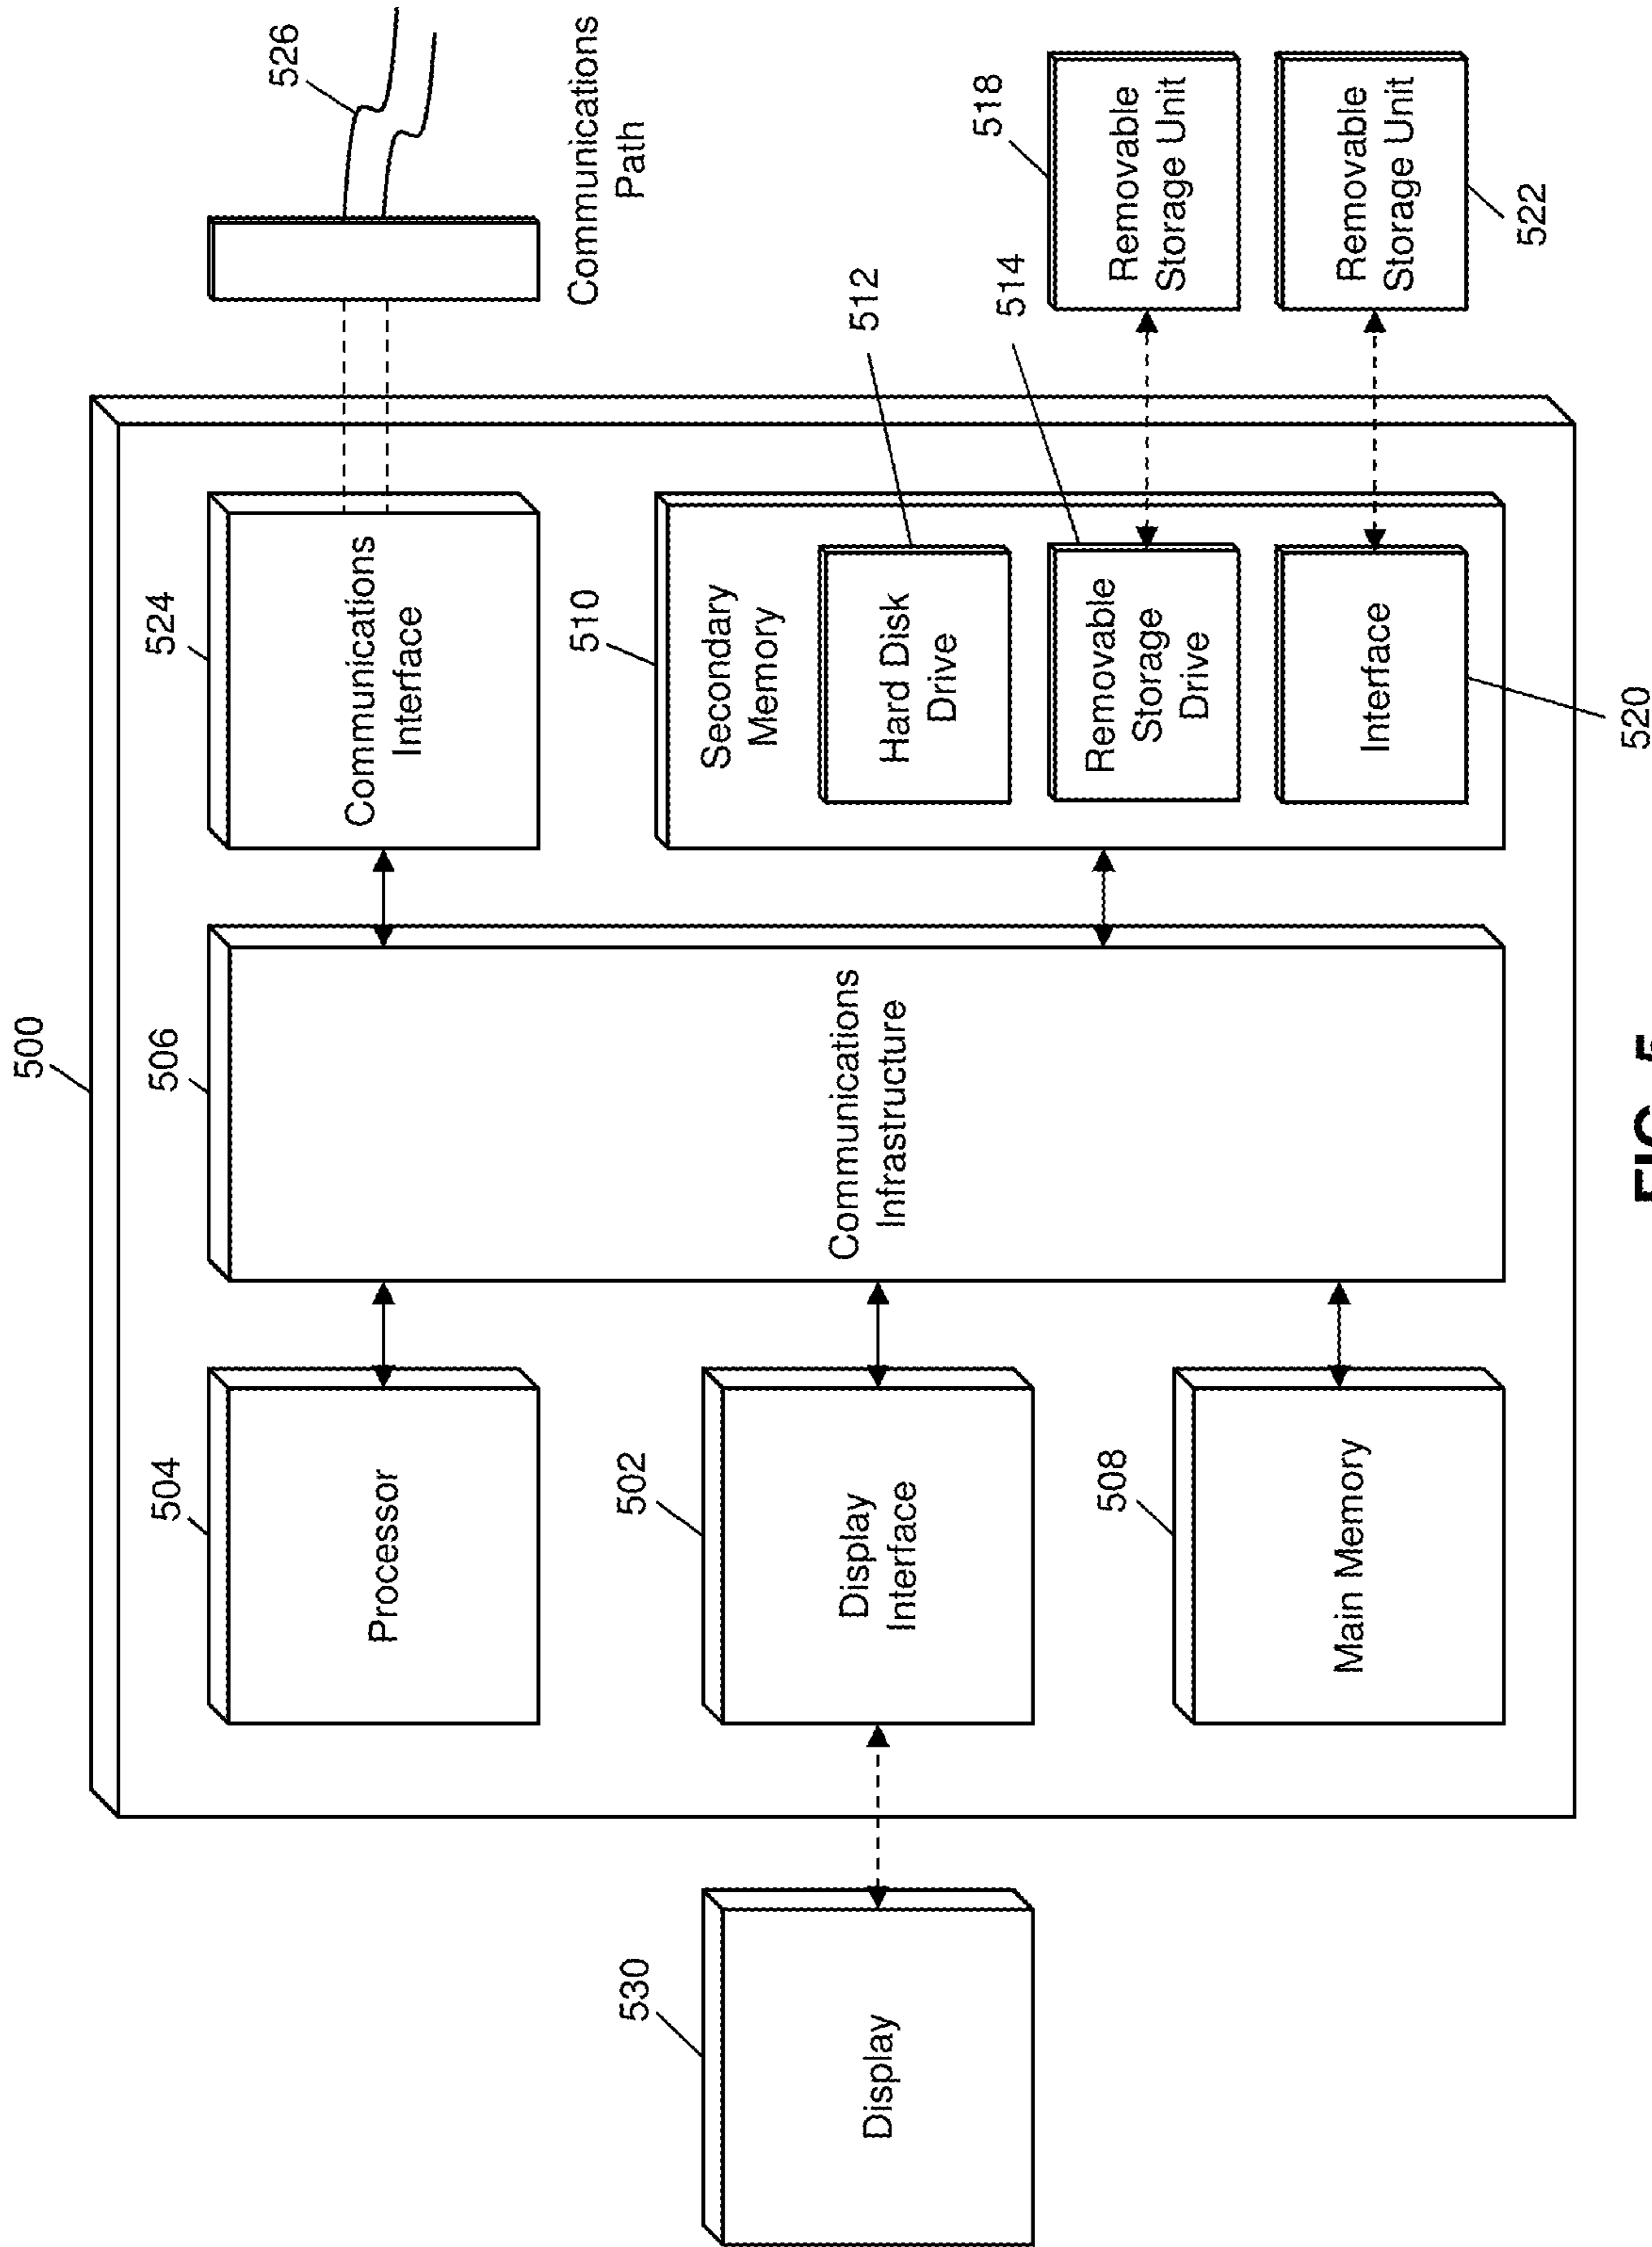 500
504
Processor
506
Communications
Infrastructure
524
Communications
Interface
526
Communications
Path
530
Display
502
Display
Interface
510
Secondary
Memory
512
Hard Disk
Drive
508
Main Memory
514
Removable
Storage
Drive
518
Removable
Storage Unit
Interface
520
Removable
Storage Unit
522
FIG. 5